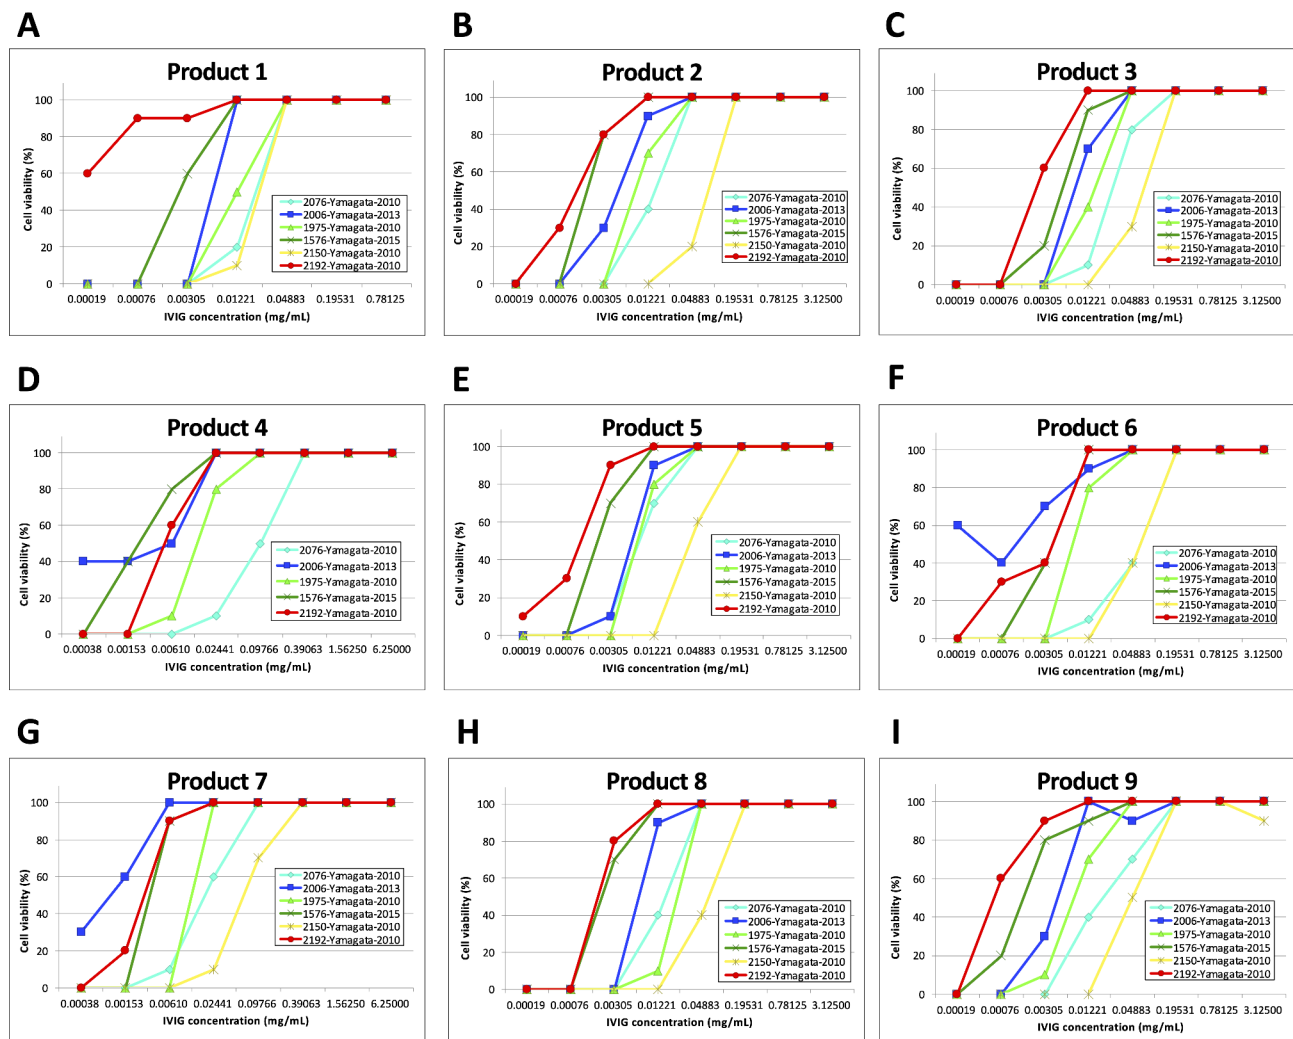 A
Product 1
Cell viability (%)
100
80
60
40
20
0
2076-Yamagata-2010
2006-Yamagata-2013
1975-Yamagata-2010
1576-Yamagata-2015
2150-Yamagata-2010
2192-Yamagata-2010
0.00019 0.00076 0.00305 0.01221 0.04883 0.19531 0.78125
IVIG concentration (mg/mL)
B
Product 2
Cell viability (%)
100
80
60
40
20
0
2076-Yamagata-2010
2006-Yamagata-2013
1975-Yamagata-2010
1576-Yamagata-2015
2150-Yamagata-2010
2192-Yamagata-2010
0.00019 0.00076 0.00305 0.01221 0.04883 0.19531 0.78125 3.12500
IVIG concentration (mg/mL)
C
Product 3
Cell viability (%)
100
80
60
40
20
0
2076-Yamagata-2010
2006-Yamagata-2013
1975-Yamagata-2010
1576-Yamagata-2015
2150-Yamagata-2010
2192-Yamagata-2010
0.00019 0.00076 0.00305 0.01221 0.04883 0.19531 0.78125 3.12500
IVIG concentration (mg/mL)
D
Product 4
Cell viability (%)
100
80
60
40
20
0
2076-Yamagata-2010
2006-Yamagata-2013
1975-Yamagata-2010
1576-Yamagata-2015
2192-Yamagata-2010
0.00038 0.00153 0.00610 0.02441 0.09766 0.39063 1.56250 6.25000
IVIG concentration (mg/mL)
E
Product 5
Cell viability (%)
100
80
60
40
20
0
2076-Yamagata-2010
2006-Yamagata-2013
1975-Yamagata-2010
1576-Yamagata-2015
2150-Yamagata-2010
2192-Yamagata-2010
0.00019 0.00076 0.00305 0.01221 0.04883 0.19531 0.78125 3.12500
IVIG concentration (mg/mL)
F
Product 6
Cell viability (%)
100
80
60
40
20
0
2076-Yamagata-2010
2006-Yamagata-2013
1975-Yamagata-2010
1576-Yamagata-2015
2150-Yamagata-2010
2192-Yamagata-2010
0.00019 0.00076 0.00305 0.01221 0.04883 0.19531 0.78125 3.12500
IVIG concentration (mg/mL)
G
Product 7
Cell viability (%)
100
80
60
40
20
0
2076-Yamagata-2010
2006-Yamagata-2013
1975-Yamagata-2010
1576-Yamagata-2015
2150-Yamagata-2010
2192-Yamagata-2010
0.00038 0.00153 0.00610 0.02441 0.09766 0.39063 1.56250 6.25000
IVIG concentration (mg/mL)
H
Product 8
Cell viability (%)
100
80
60
40
20
0
2076-Yamagata-2010
2006-Yamagata-2013
1975-Yamagata-2010
1576-Yamagata-2015
2150-Yamagata-2010
2192-Yamagata-2010
0.00019 0.00076 0.00305 0.01221 0.04883 0.19531 0.78125 3.12500
IVIG concentration (mg/mL)
I
Product 9
Cell viability (%)
100
80
60
40
20
0
2076-Yamagata-2010
2006-Yamagata-2013
1975-Yamagata-2010
1576-Yamagata-2015
2150-Yamagata-2010
2192-Yamagata-2010
0.00019 0.00076 0.00305 0.01221 0.04883 0.19531 0.78125 3.12500
IVIG concentration (mg/mL)